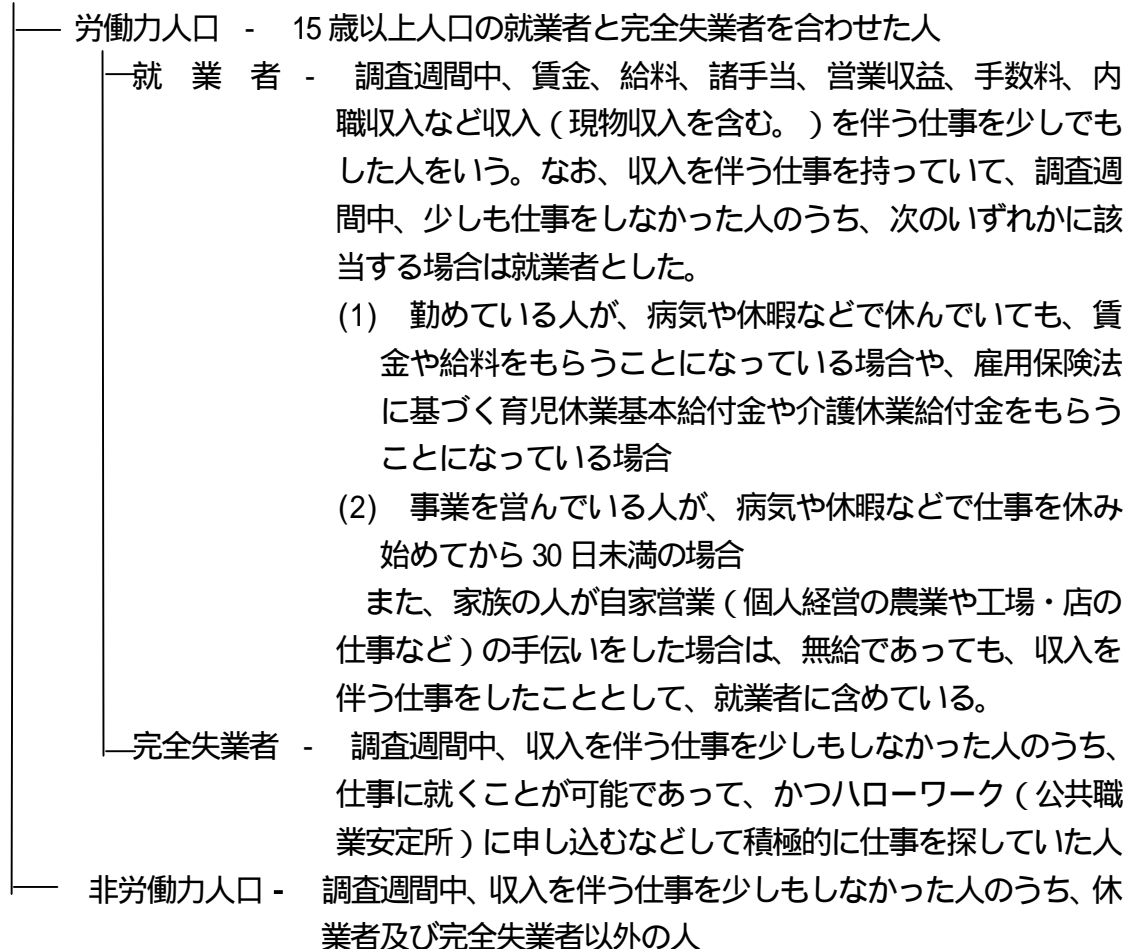 労働力人口 - 15歳以上人口の就業者と完全失業者を合わせた人
就 業 者 - 調査週間中、賃金、給料、諸手当、営業収益、手数料、内
職収入など収入（現物収入を含む。）を伴う仕事を少しでも
した人をいう。なお、収入を伴う仕事を持っていて、調査週
間中、少しも仕事をしなかった人のうち、次のいずれかに該
当する場合は就業者とした。
(1) 勤めている人が、病気や休暇などで休んでいても、賃
金や給料をもらうことになっている場合や、雇用保険法
に基づく育児休業基本給付金や介護休業給付金をもらう
ことになっている場合
(2) 事業を営んでいる人が、病気や休暇などで仕事を休み
始めてから30日未満の場合
また、家族の人が自家営業（個人経営の農業や工場・店の
仕事など）の手伝いをした場合は、無給であっても、収入を
伴う仕事をしたこととして、就業者に含めている。
完全失業者 - 調査週間中、収入を伴う仕事を少しもしなかった人のうち、
仕事に就くことが可能であって、かつハローワーク（公共職
業安定所）に申し込むなどして積極的に仕事を探していた人
非労働力人口 - 調査週間中、収入を伴う仕事を少しもしなかった人のうち、休
業者及び完全失業者以外の人